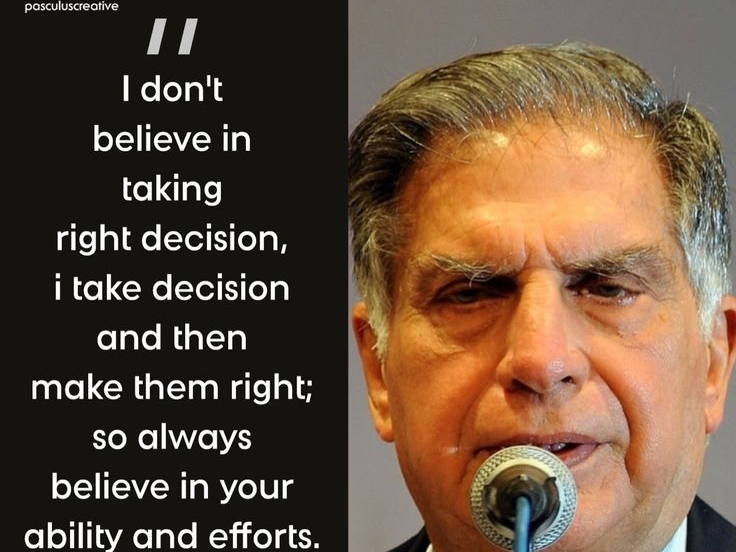 pasculuscreative
I don't
believe in
taking
right decision,
i take decision
and then
make them right;
so always
believe in your
ability and efforts.